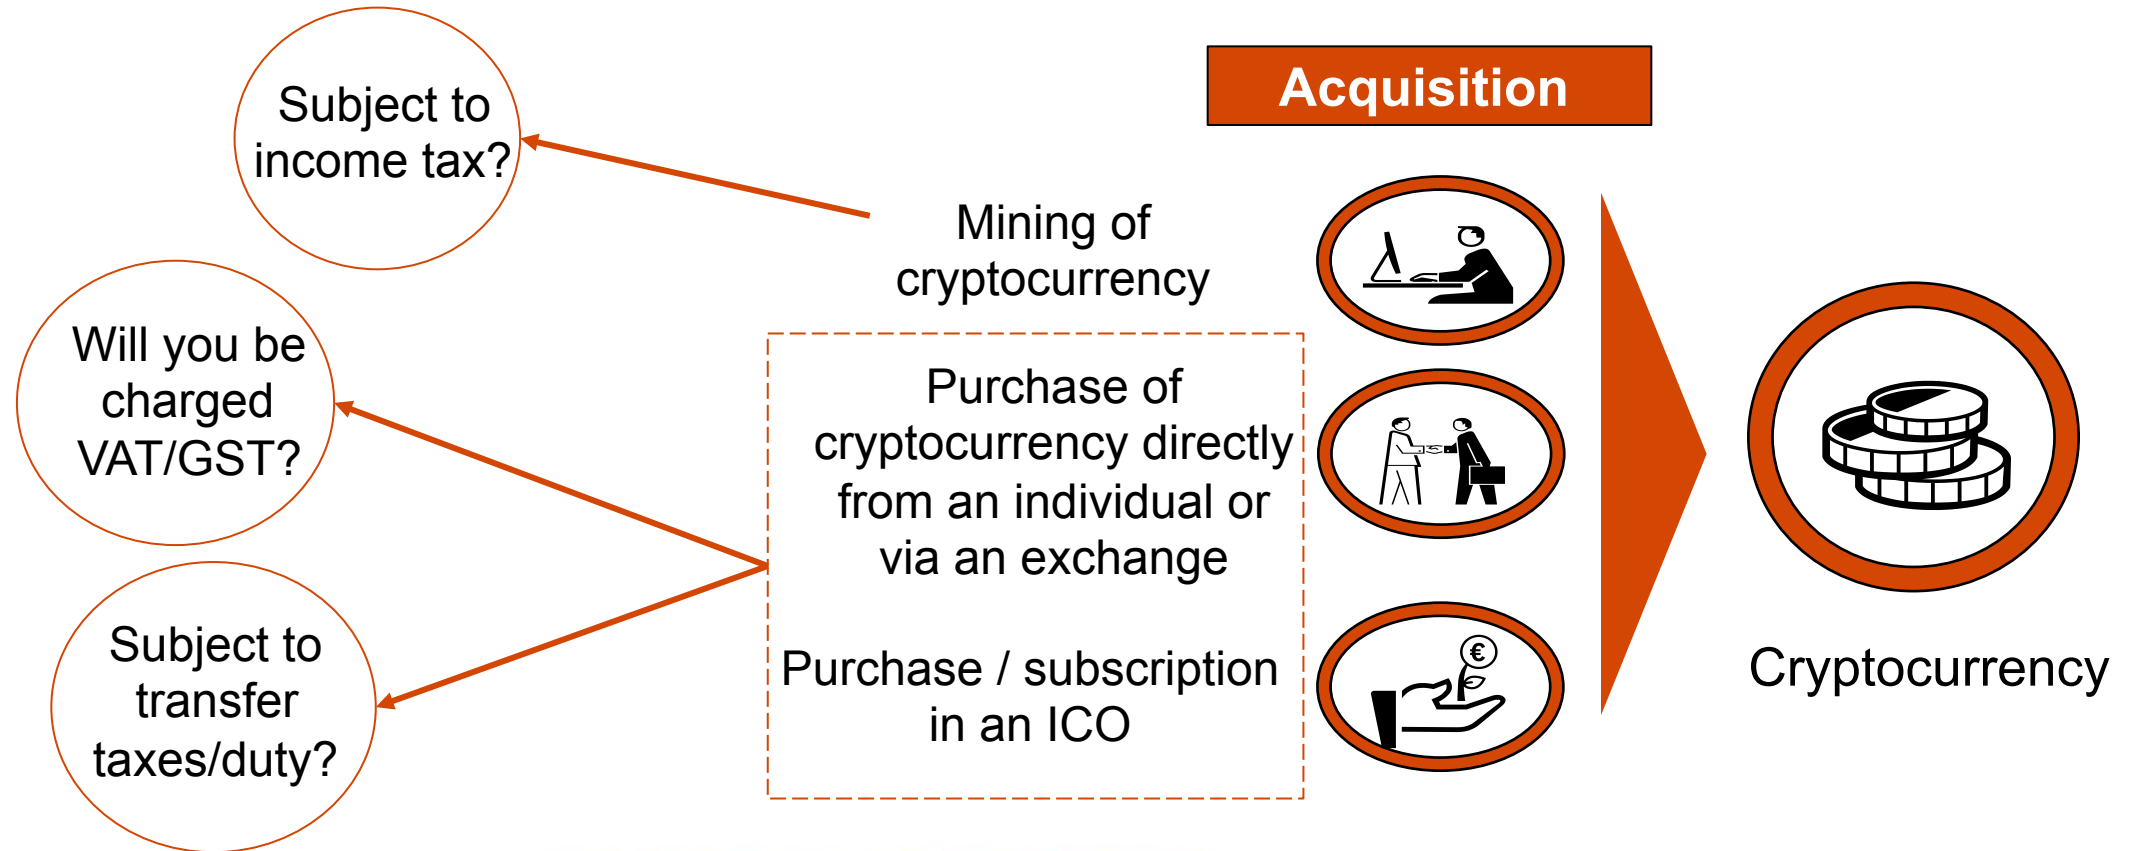 Acquisition
Subject to
income tax?
Mining of
cryptocurrency
Will you be
charged
VAT/GST?
Purchase of
cryptocurrency directly
from an individual or
via an exchange
Subject to
transfer
taxes/duty?
Purchase / subscription
in an ICO
€
Cryptocurrency